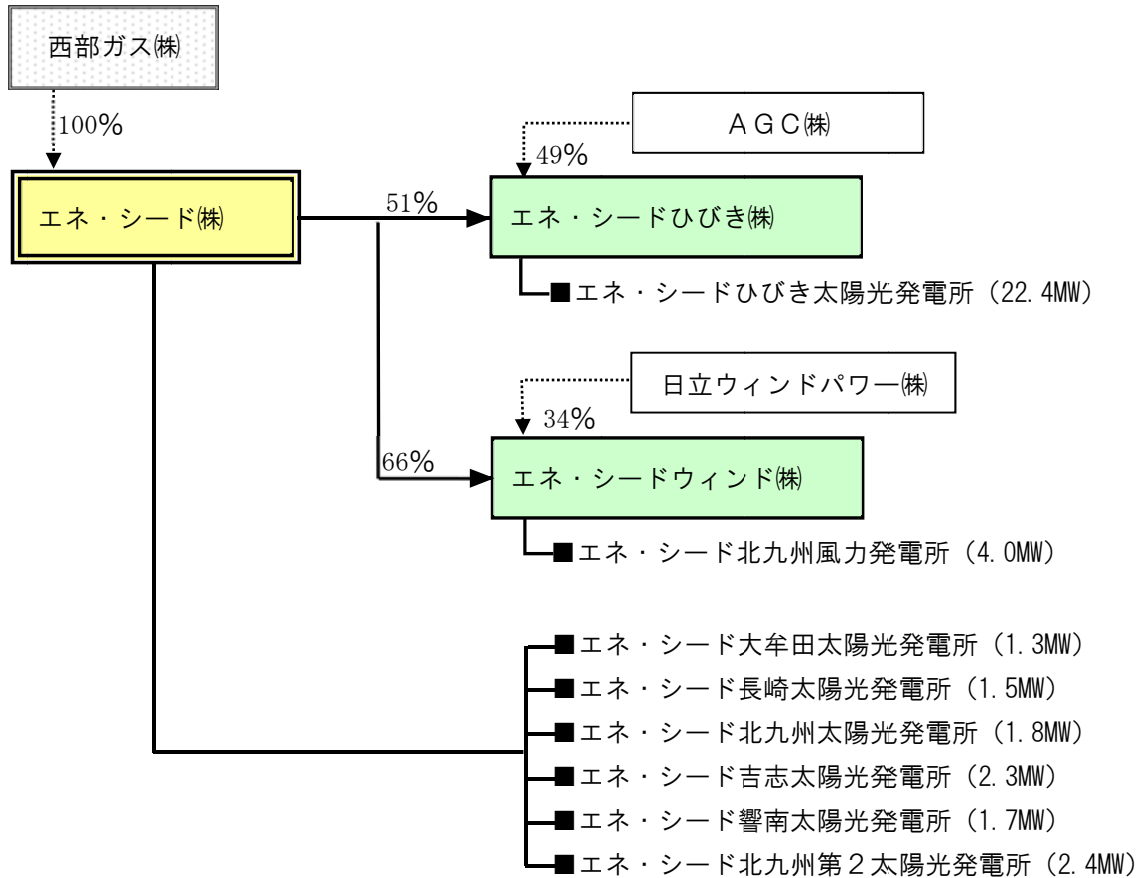 西部ガス㈱
100%
ＡＧＣ㈱
49%
エネ・シード㈱
51%
エネ・シードひびき㈱
■エネ・シードひびき太陽光発電所（22.4MW）
日立ウィンドパワー㈱
34%
66%
エネ・シードウィンド㈱
■エネ・シード北九州風力発電所（4.0MW）
■エネ・シード大牟田太陽光発電所（1.3MW）
■エネ・シード長崎太陽光発電所（1.5MW）
■エネ・シード北九州太陽光発電所（1.8MW）
■エネ・シード吉志太陽光発電所（2.3MW）
■エネ・シード響南太陽光発電所（1.7MW）
■エネ・シード北九州第２太陽光発電所（2.4MW）